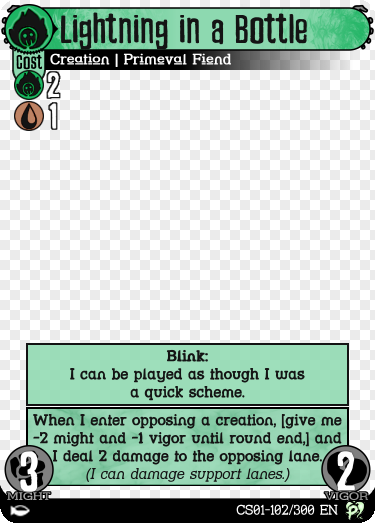 Lightning in a Bottle
Cost
Creation | Primeval Fiend
2
1
Blink:
I can be played as though I was
a quick scheme.
When I enter opposing a creation, [give me
-2 might and -1 vigor until round end,] and
I deal 2 damage to the opposing lane.
(I can damage support lanes.)
3
MIGHT
2
VIGOR
CS01-102/300 EN